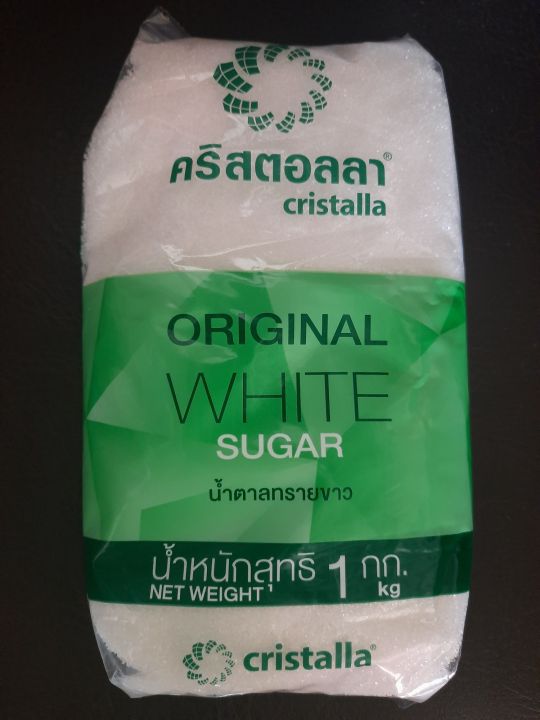 คริสตอลลา®
cristalla
ORIGINAL
WHITE
SUGAR
น้ำตาลทรายขาว
น้ำหนักสุทธิ 1 กก.
NET WEIGHT kg
cristalla®